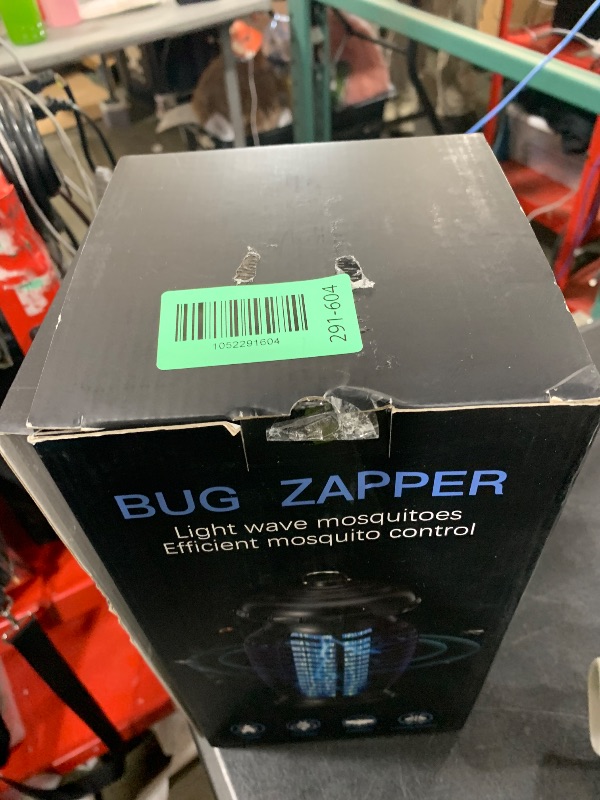 1052291604
291-604
BUG ZAPPER
Light wave mosquitoes
Efficient mosquito control